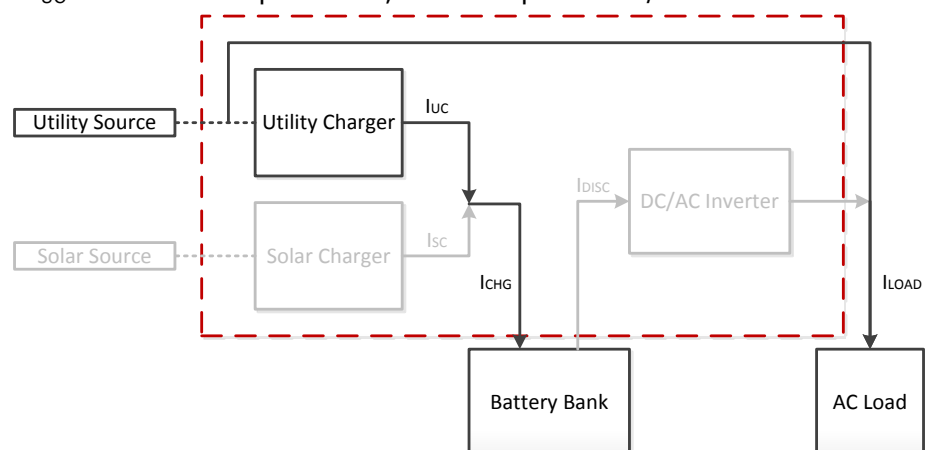 Utility Source
Utility Charger
IUC
IDISC
DC/AC Inverter
Solar Source
Solar Charger
ISC
ICHG
ILOAD
Battery Bank
AC Load